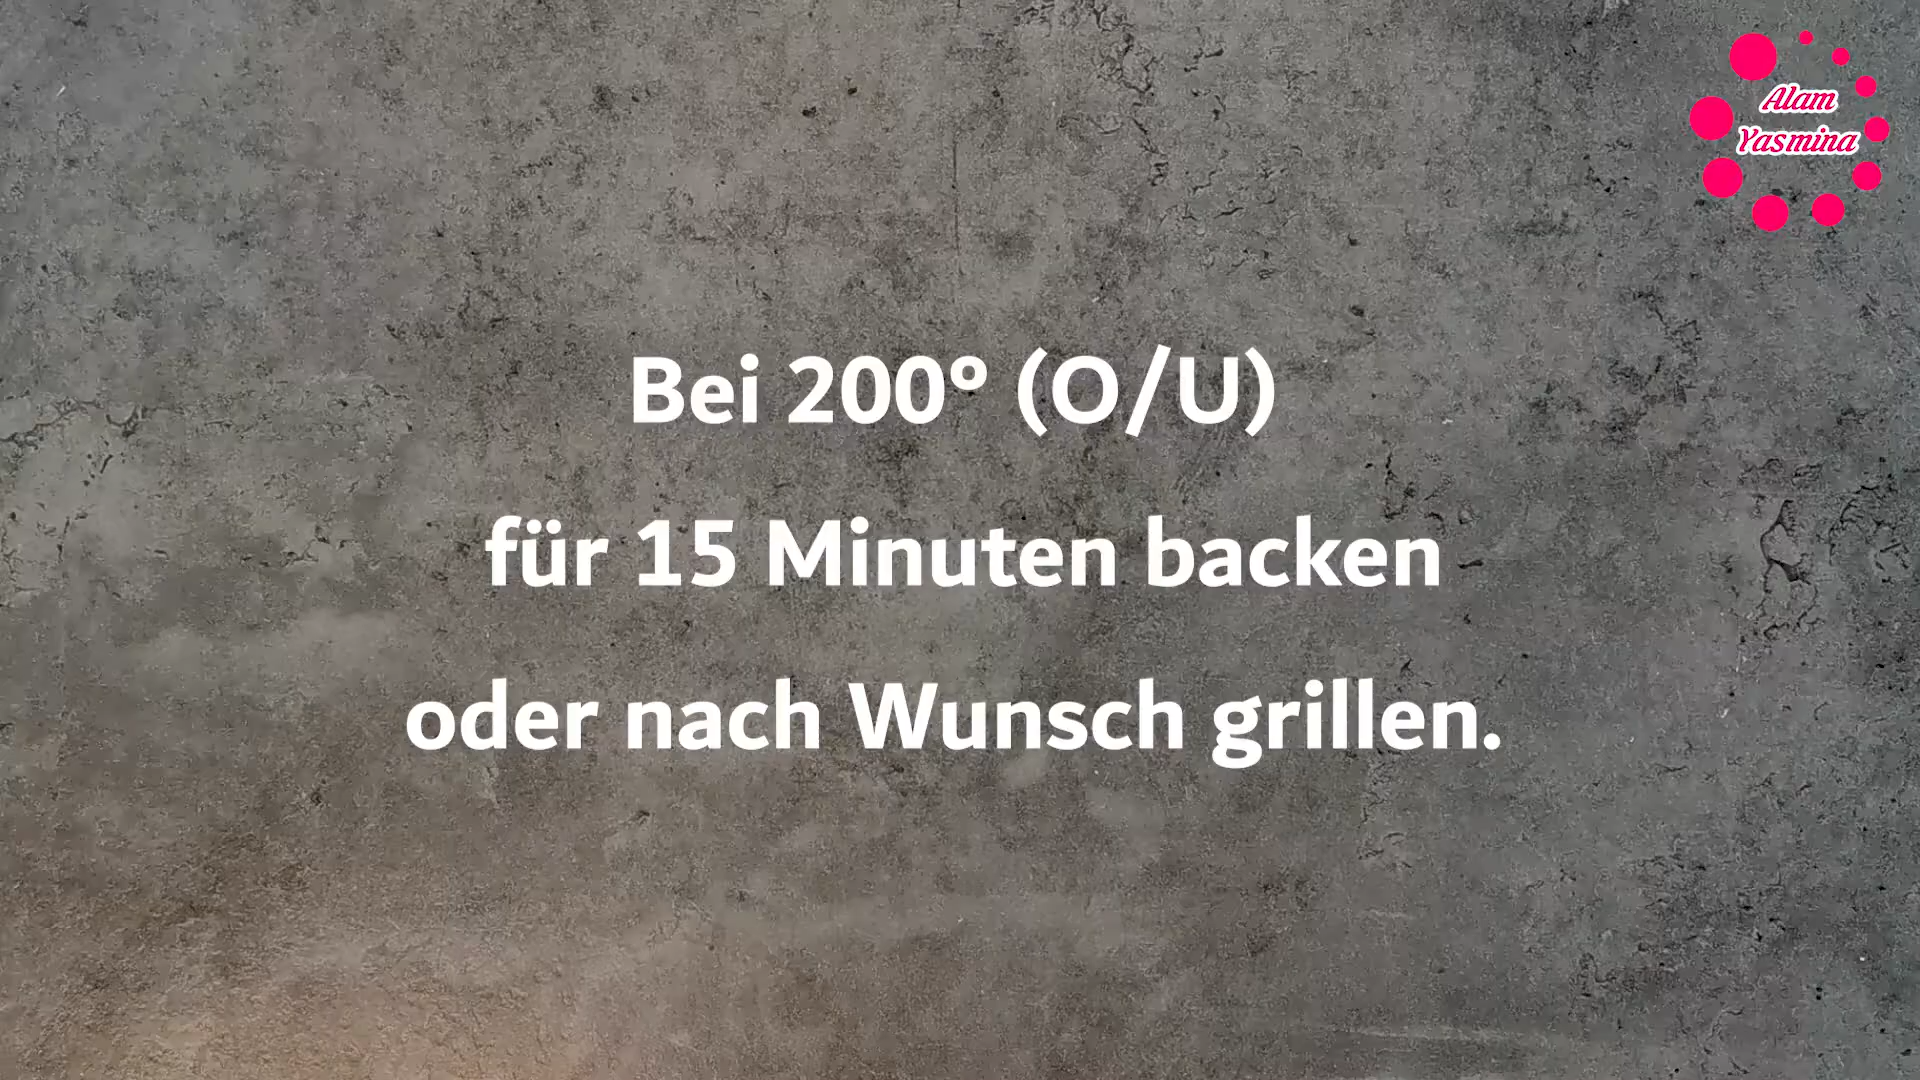 Alam
Yasmina
Bei 200° (O/U)
für 15 Minuten backen
oder nach Wunsch grillen.